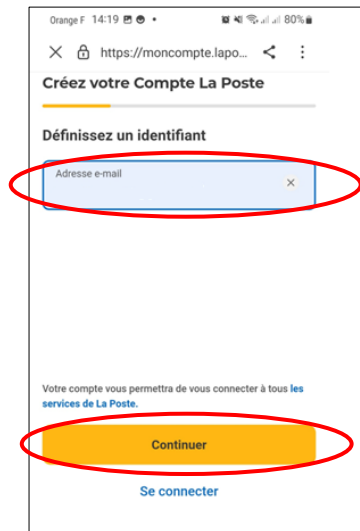 Orange F 14:19
80%
https://moncompte.lapo...
Créez votre Compte La Poste
Définissez un identifiant
Adresse e-mail
Votre compte vous permettra de vous connecter à tous les
services de La Poste.
Continuer
Se connecter